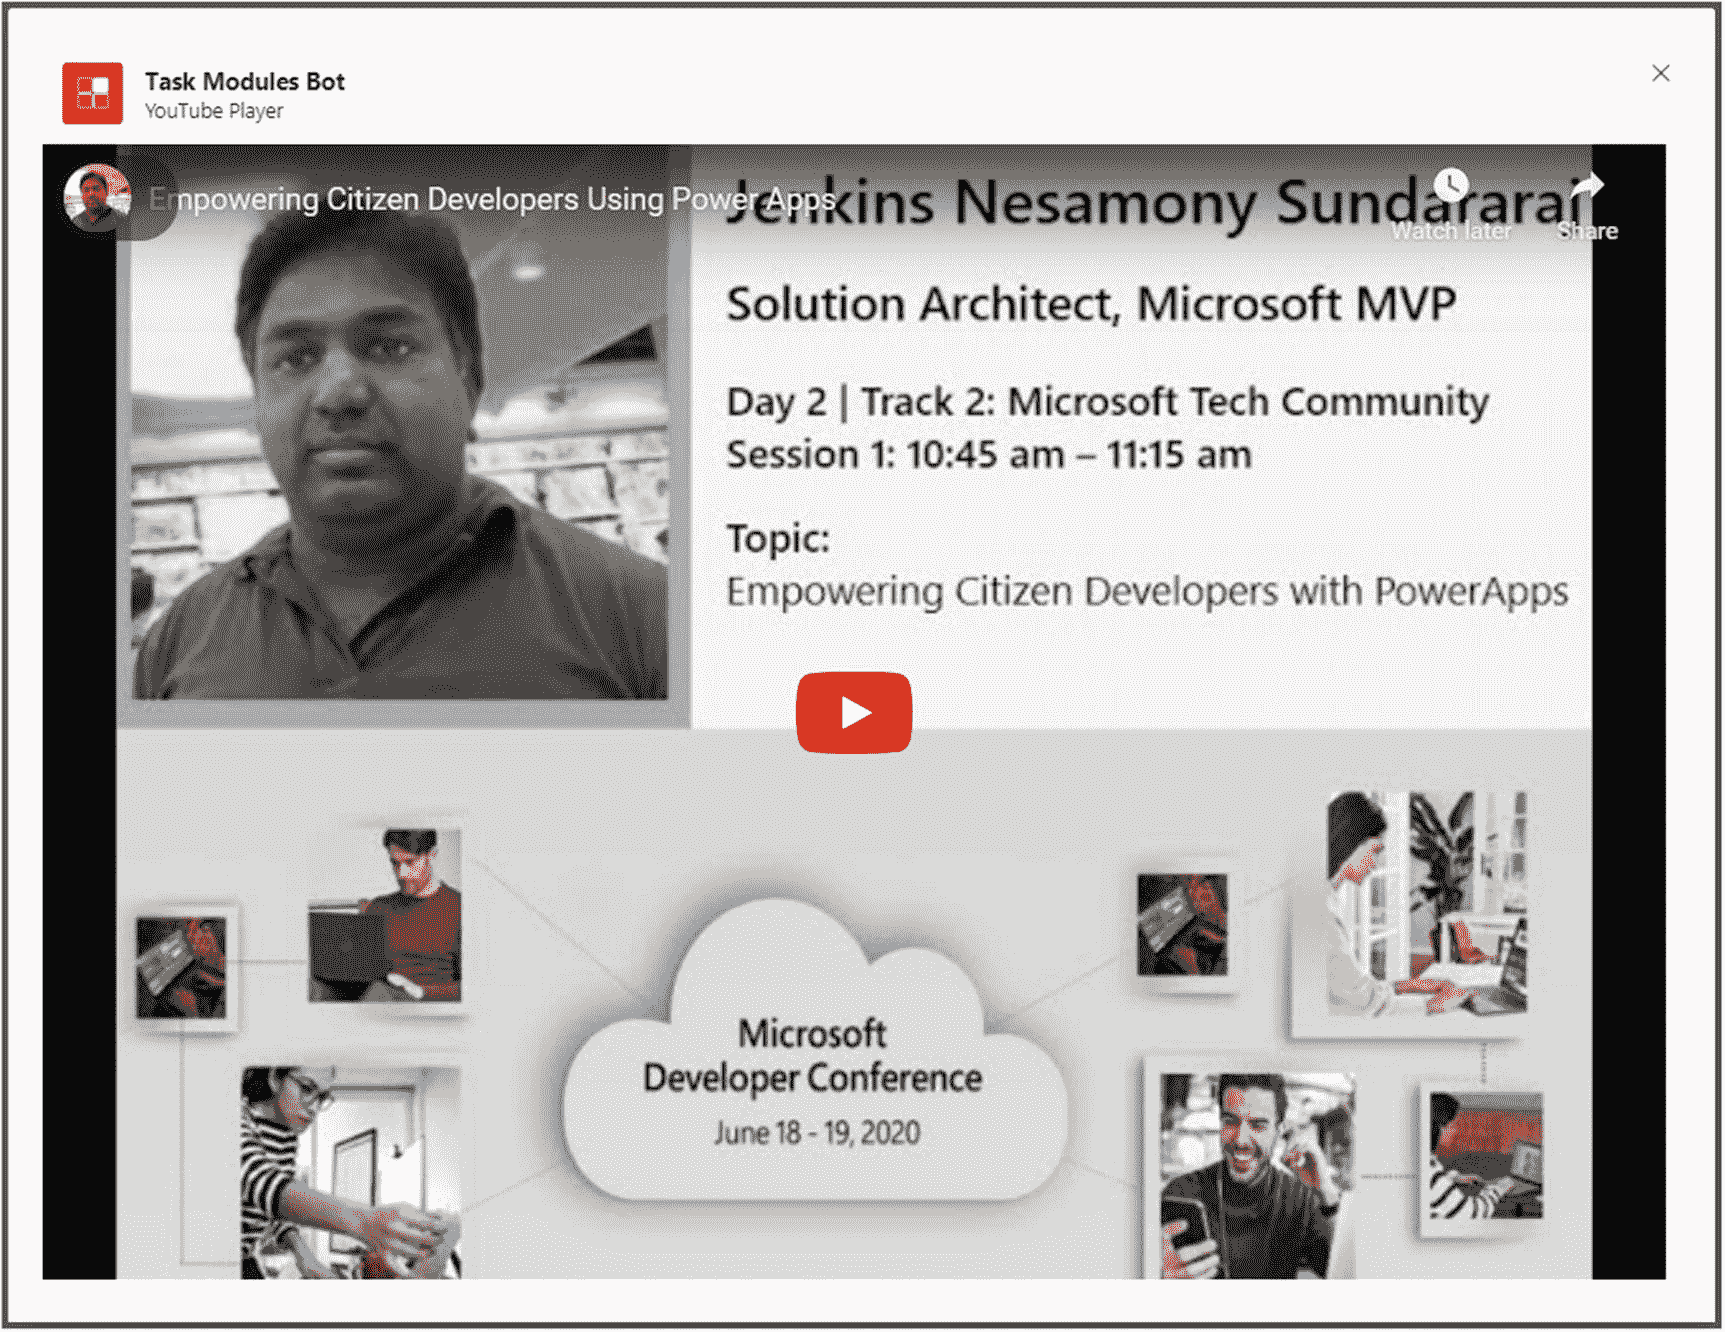 Task Modules Bot
YouTube Player
Empowering Citizen Developers Using Power Apps
Jenkins Nesamony Sundararaj
Watch later
Share
Solution Architect, Microsoft MVP
Day 2 | Track 2: Microsoft Tech Community
Session 1: 10:45 am – 11:15 am
Topic:
Empowering Citizen Developers with PowerApps
Microsoft
Developer Conference
June 18 - 19, 2020